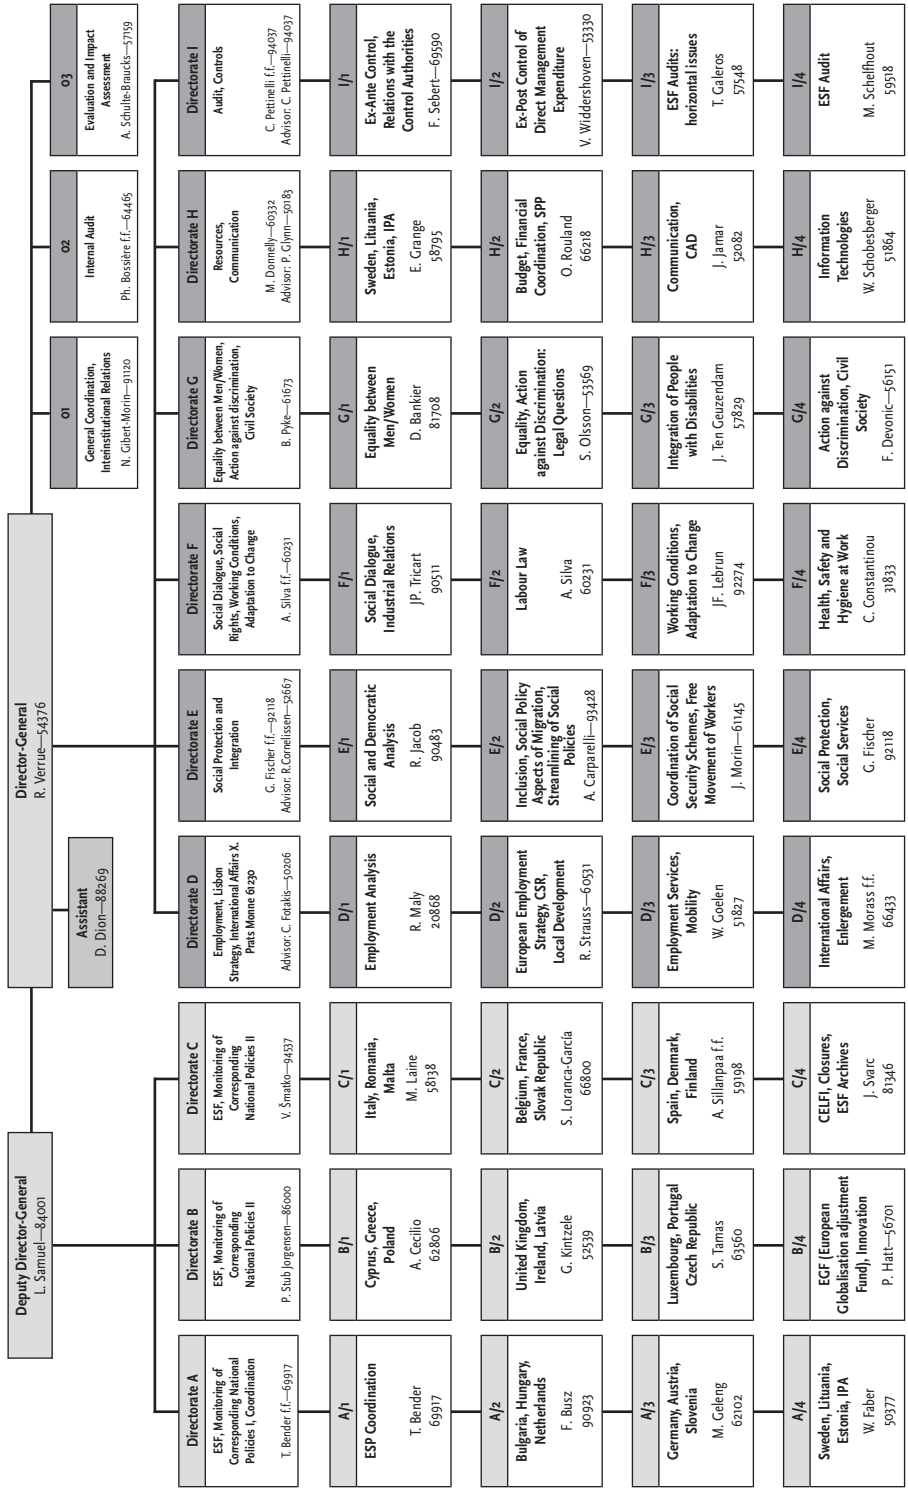 Deputy Director-General
L. Samuel—84001
Director-General
R. Verrue—54376
Assistant
D. Dion—88269
01
General Coordination,
Interinstitutional Relations
N. Gibert-Morin—91120
02
Internal Audit
Ph. Bossière f.f.—64465
03
Evaluation and Impact
Assessment
A. Schulte-Braucks—57159
Directorate A
ESF, Monitoring of
Corresponding National
Policies I, Coordination
T. Bender f.f.—69917
Directorate B
ESF, Monitoring of
Corresponding
National Policies II
P. Stub Jorgensen—86000
Directorate C
ESF, Monitoring of
Corresponding
National Policies II
V. Šmatko—94537
Directorate D
Employment, Lisbon
Strategy, International Affairs X.
Prats Monne 61230
Advisor: C. Fotakis—50206
Directorate E
Social Protection and
Integration
G. Fischer f.f.—92118
Advisor: R.Cornelissen—52667
Directorate F
Social Dialogue, Social
Rights, Working Conditions,
Adaptation to Change
A. Silva f.f.—60231
Directorate G
Equality between Men/Women,
Action against discrimination,
Civil Society
B. Pyke—61673
Directorate H
Resources,
Communication
M. Donnelly—60332
Advisor: P. Glynn—50183
Directorate I
Audit, Controls
C. Pettinelli f.f.—94037
Advisor: C. Pettinelli—94037
A/1
ESP Coordination
T. Bender
69917
B/1
Cyprus, Greece,
Poland
A. Cecilio
62806
C/1
Italy, Romania,
Malta
M. Laine
58138
D/1
Employment Analysis
R. Maly
20868
E/1
Social and Democratic
Analysis
R. Jacob
90483
F/1
Social Dialogue,
Industrial Relations
JP. Tricart
90511
G/1
Equality between
Men/Women
D. Bankier
81708
H/1
Sweden, Lituania,
Estonia, IPA
E. Grange
58795
I/1
Ex-Ante Control,
Relations with the
Control Authorities
F. Sebert—69590
A/2
Bulgaria, Hungary,
Netherlands
F. Busz
90923
B/2
United Kingdom,
Ireland, Latvia
G. Kintzele
52539
C/2
Belgium, France,
Slovak Republic
S. Loranca-García
66800
D/2
European Employment
Strategy, CSR,
Local Development
R. Strauss—60531
E/2
Inclusion, Social Policy
Aspects of Migration,
Streamlining of Social
Policies
A. Carparelli—93428
F/2
Labour Law
A. Silva
60231
G/2
Equality, Action
against Discrimination:
Legal Questions
S. Olsson—53569
H/2
Budget, Financial
Coordination, SPP
O. Rouland
66218
I/2
Ex-Post Control of
Direct Management
Expenditure
V. Widdershoven—53330
A/3
Germany, Austria,
Slovenia
M. Geleng
62102
B/3
Luxembourg, Portugal
Czech Republic
S. Tamas
63560
C/3
Spain, Denmark,
Finland
A. Sillanpaa f.f.
59198
D/3
Employment Services,
Mobility
W. Goelen
51827
E/3
Coordination of Social
Security Schemes, Free
Movement of Workers
J. Morin—61145
F/3
Working Conditions,
Adaptation to Change
JF. Lebrun
92274
G/3
Integration of People
with Disabilities
J. Ten Geuzendam
57829
H/3
Communication,
CAD
J. Jamar
52082
I/3
ESF Audits:
horizontal issues
T. Galeros
57548
A/4
Sweden, Lituania,
Estonia, IPA
W. Faber
50377
B/4
EGF (European
Globalisation adjustment
Fund), Innovation
P. Hatt—56701
C/4
CELFI, Closures,
ESF Archives
J. Svarc
81346
D/4
International Affairs,
Enlergement
M. Morass f.f.
66433
E/4
Social Protection,
Social Services
G. Fischer
92118
F/4
Health, Safety and
Hygiene at Work
C. Constantinou
31833
G/4
Action against
Discrimination, Civil
Society
F. Devonic—56151
H/4
Information
Technologies
W. Schobesberger
51864
I/4
ESF Audit
M. Schelfhout
59518